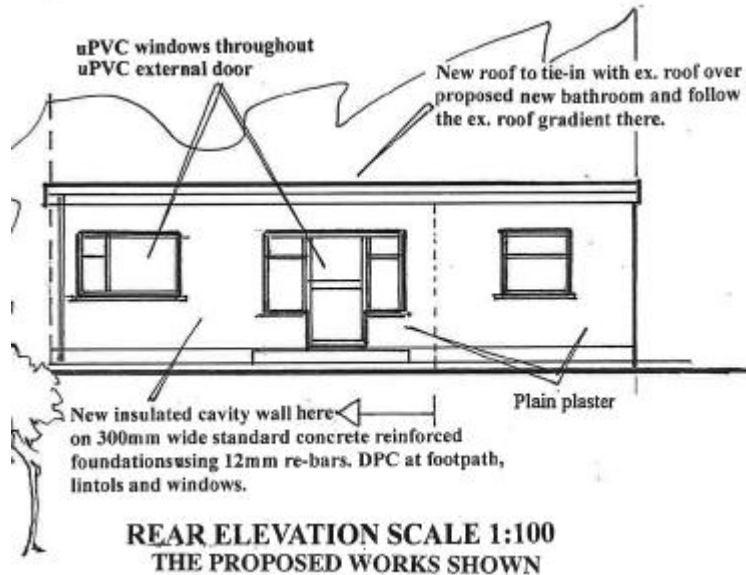 uPVC windows throughout
uPVC external door
New roof to tie-in with ex. roof over
proposed new bathroom and follow
the ex. roof gradient there.
New insulated cavity wall here
on 300mm wide standard concrete reinforced
foundationsusing 12mm re-bars. DPC at footpath,
lintols and windows.
Plain plaster
REAR ELEVATION SCALE 1:100
THE PROPOSED WORKS SHOWN